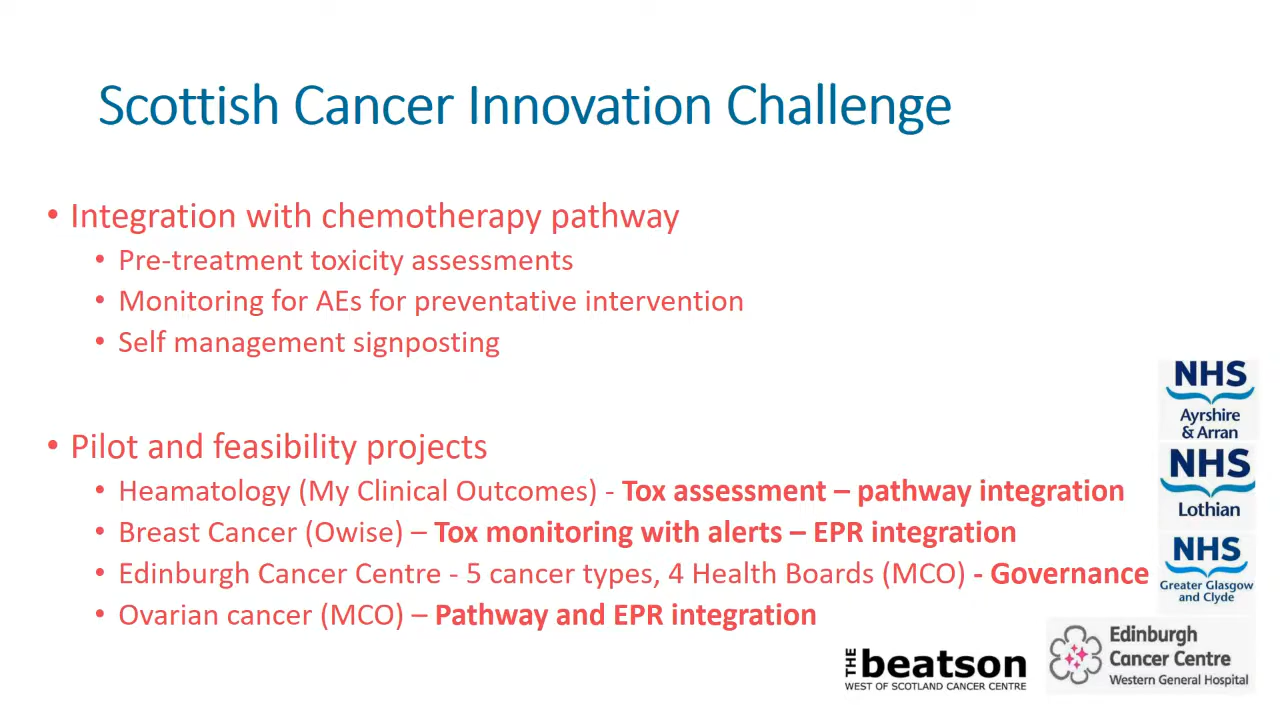 Scottish Cancer Innovation Challenge
• Integration with chemotherapy pathway
• Pre-treatment toxicity assessments
• Monitoring for AEs for preventative intervention
• Self management signposting
• Pilot and feasibility projects
• Heamatology (My Clinical Outcomes) - Tox assessment – pathway integration
• Breast Cancer (Owise) – Tox monitoring with alerts – EPR integration
• Edinburgh Cancer Centre - 5 cancer types, 4 Health Boards (MCO) - Governance
• Ovarian cancer (MCO) – Pathway and EPR integration
NHS
Ayrshire
& Arran
NHS
Lothian
NHS
Greater Glasgow
and Clyde
THE beatson
WEST OF SCOTLAND CANCER CENTRE
Edinburgh
Cancer Centre
Western General Hospital